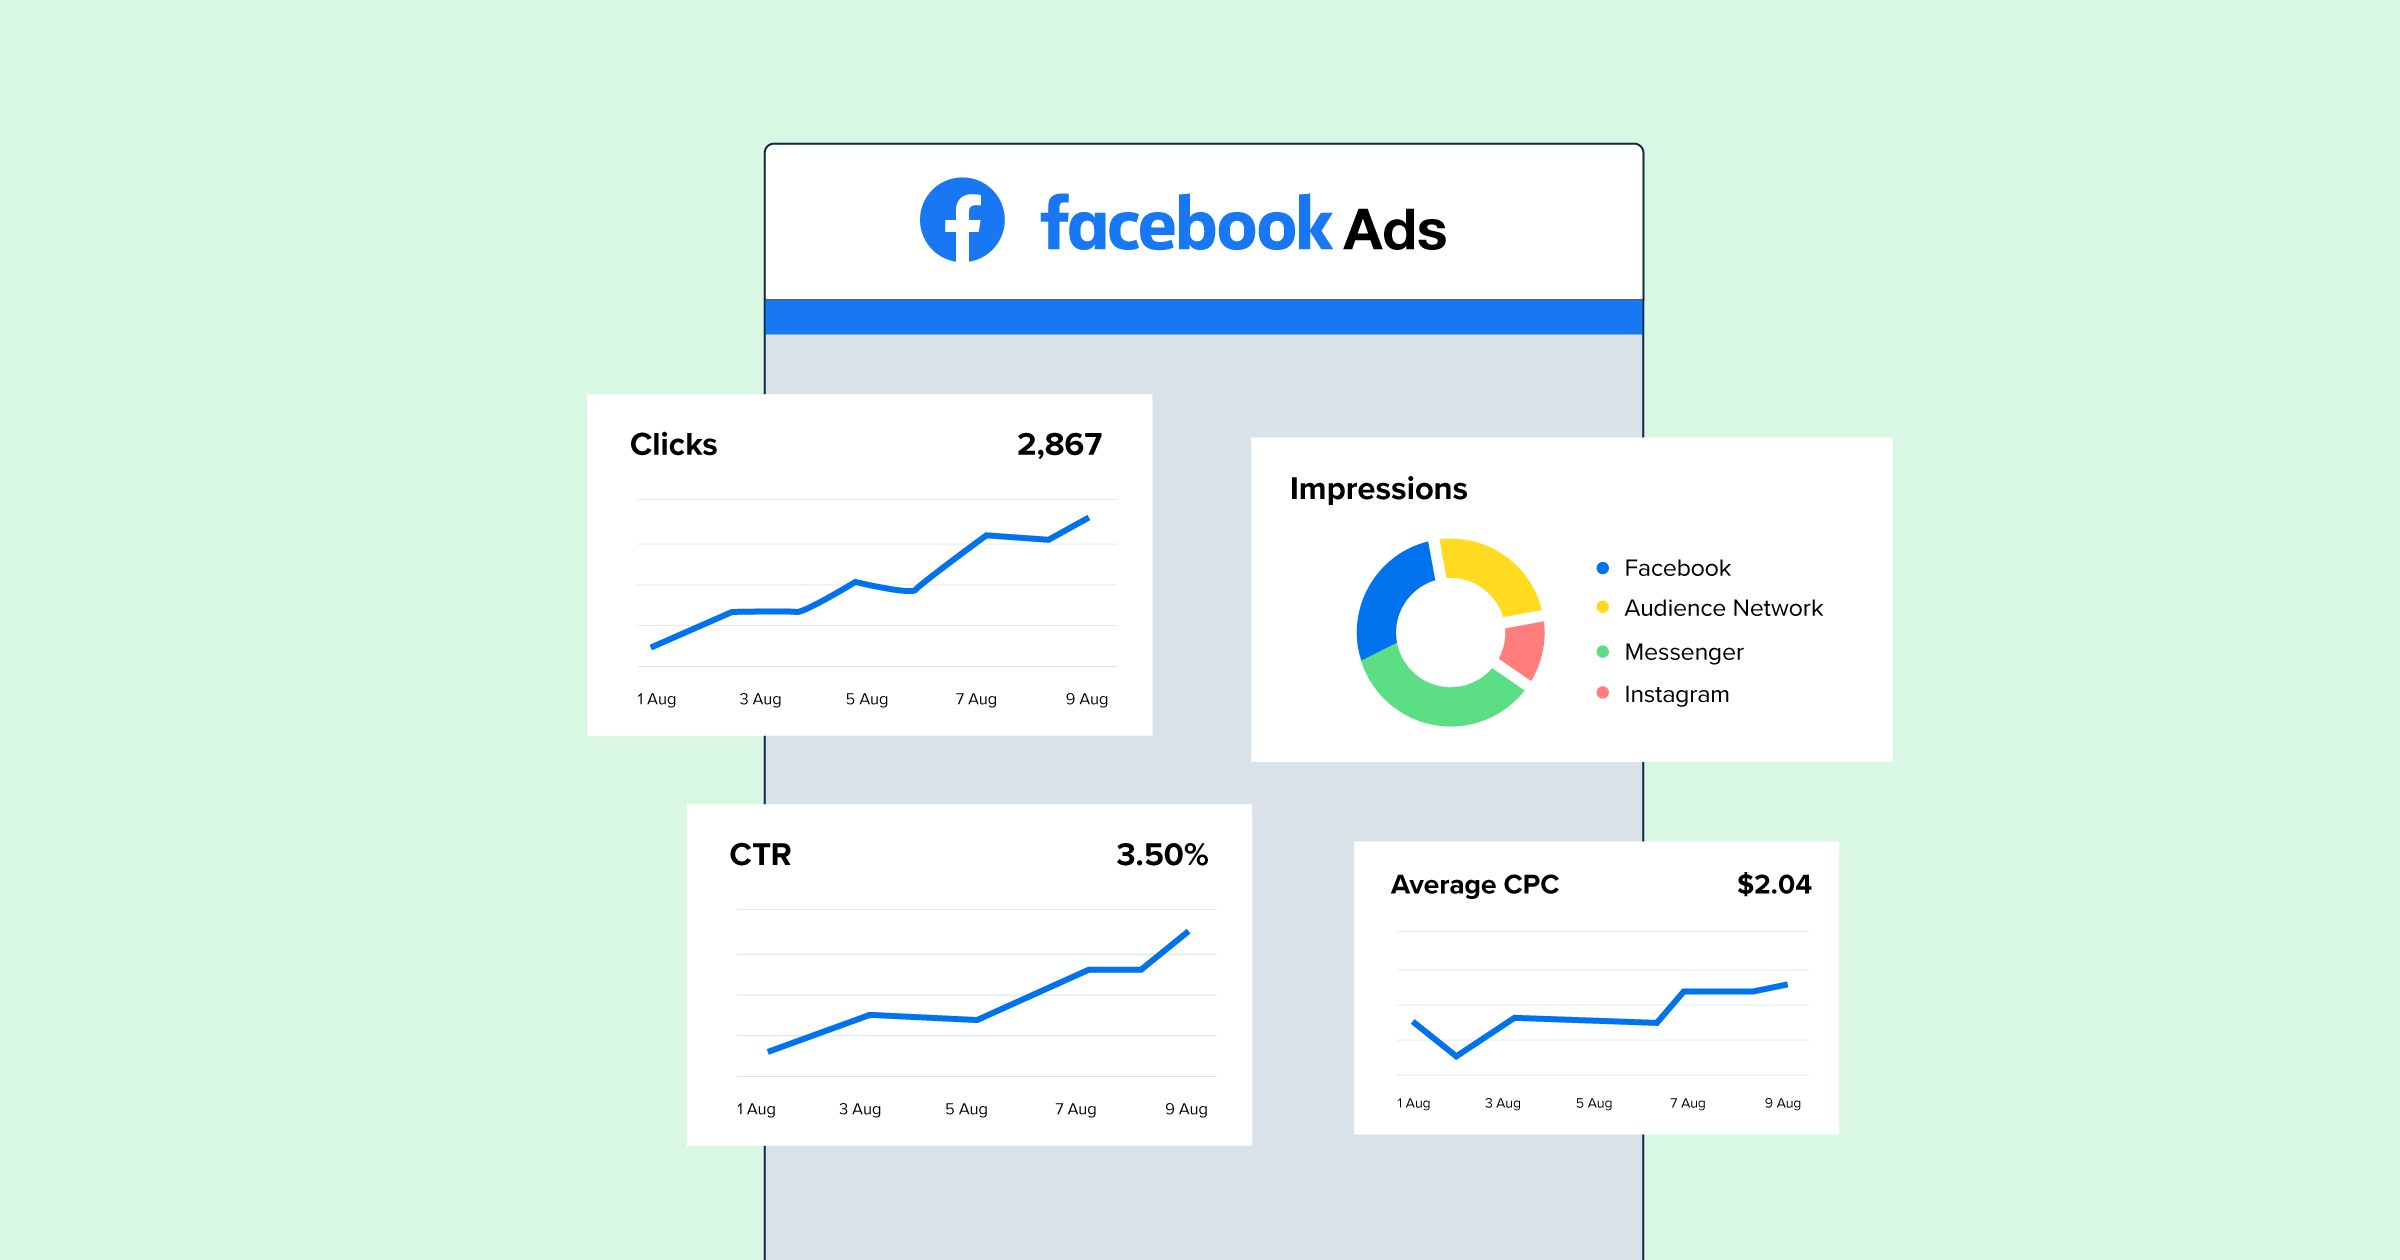 facebook Ads
Clicks 2,867
1 Aug 3 Aug 5 Aug 7 Aug 9 Aug
Impressions
Facebook
Audience Network
Messenger
Instagram
CTR 3.50%
1 Aug 3 Aug 5 Aug 7 Aug 9 Aug
Average CPC $2.04
1 Aug 3 Aug 5 Aug 7 Aug 9 Aug